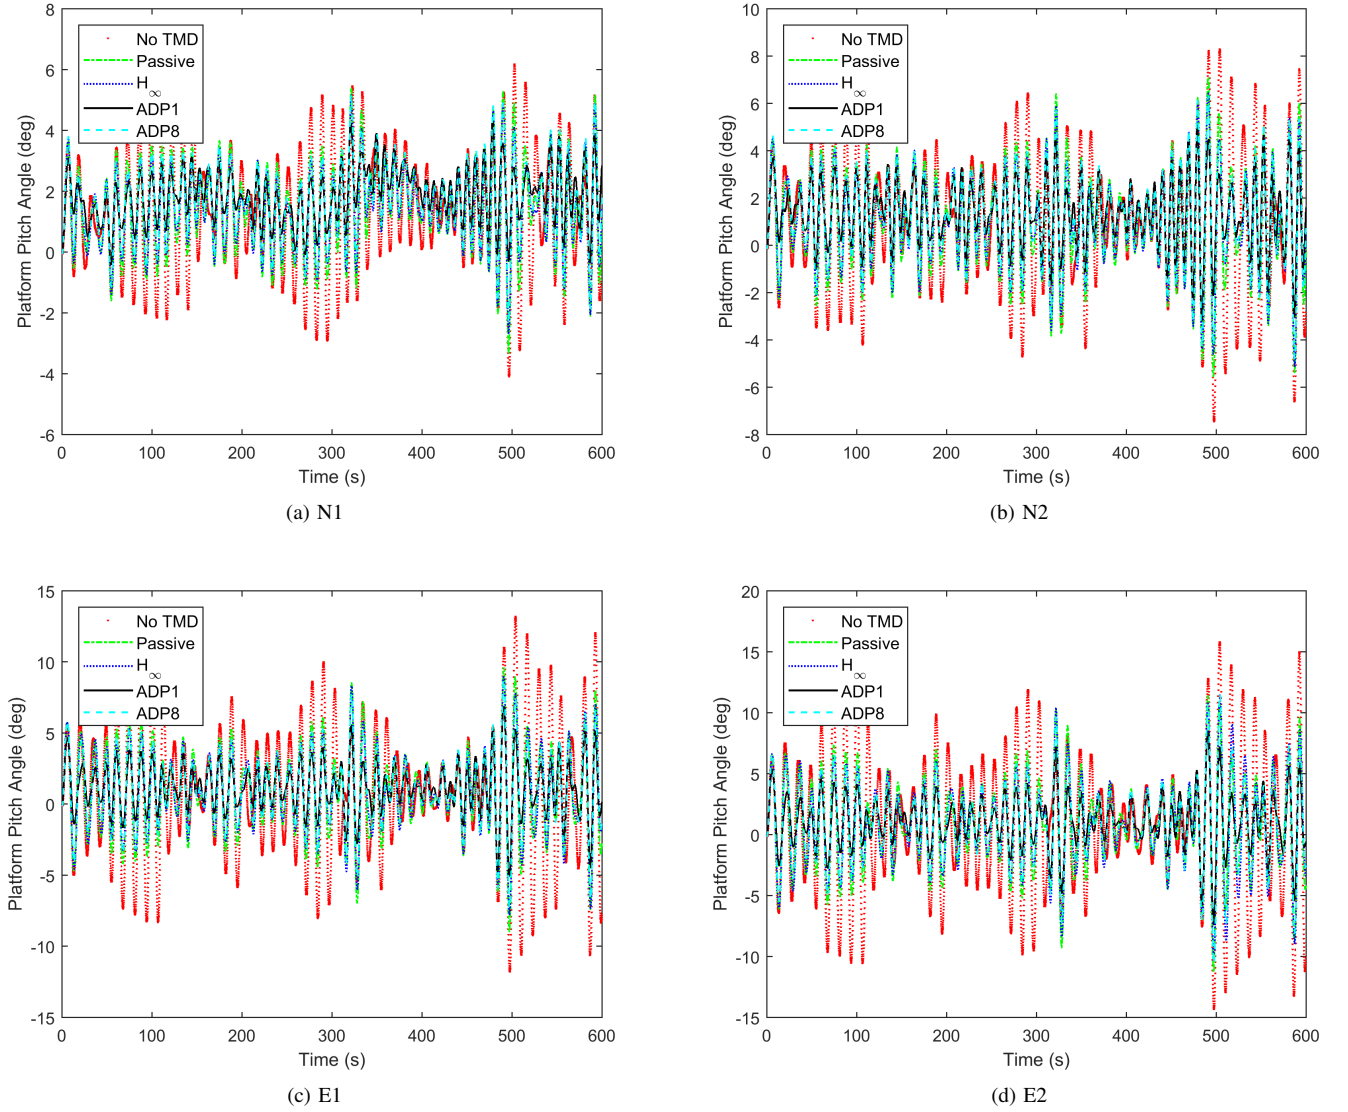 8
6
4
2
0
-2
-4
-6
Platform Pitch Angle (deg)
No TMD
Passive
H∞
ADP1
ADP8
0 100 200 300 400 500 600
Time (s)
(a) N1
10
8
6
4
2
0
-2
-4
-6
-8
Platform Pitch Angle (deg)
No TMD
Passive
H∞
ADP1
ADP8
0 100 200 300 400 500 600
Time (s)
(b) N2
15
10
5
0
-5
-10
-15
Platform Pitch Angle (deg)
No TMD
Passive
H∞
ADP1
ADP8
0 100 200 300 400 500 600
Time (s)
(c) E1
20
15
10
5
0
-5
-10
-15
Platform Pitch Angle (deg)
No TMD
Passive
H∞
ADP1
ADP8
0 100 200 300 400 500 600
Time (s)
(d) E2